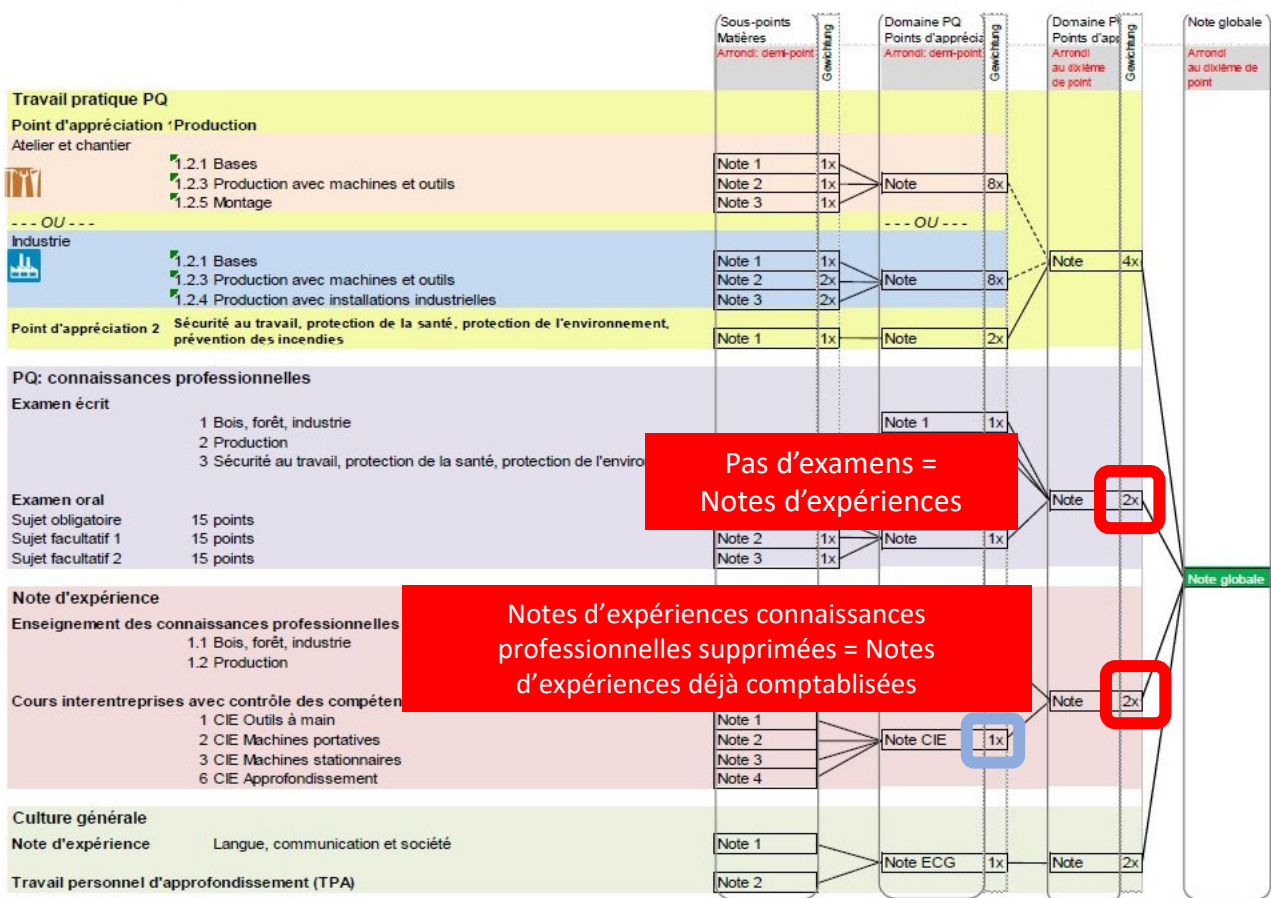 Sous-points
Matières
Arrondi: demi-point
Gewichtung
Domaine PQ
Points d'apprécia
Arrondi: demi-point
Gewichtung
Domaine P
Points d'app
Arrondi
au dixième
de point
Gewichtung
Note globale
Arrondi
au dixième de
point
Travail pratique PQ
Point d'appréciation 1 Production
Atelier et chantier
1.2.1 Bases Note 1 1x
1.2.3 Production avec machines et outils Note 2 1x Note 8x
1.2.5 Montage Note 3 1x
- - - OU - - - - - - OU - - -
Industrie
1.2.1 Bases Note 1 1x Note 4x
1.2.3 Production avec machines et outils Note 2 2x Note 8x
1.2.4 Production avec installations industrielles Note 3 2x
Point d'appréciation 2 Sécurité au travail, protection de la santé, protection de l'environnement,
prévention des incendies Note 1 1x Note 2x
PQ: connaissances professionnelles
Examen écrit
1 Bois, forêt, industrie Note 1 1x
2 Production
3 Sécurité au travail, protection de la santé, protection de l'enviro
Pas d'examens =
Notes d'expériences
Examen oral Note 2x
Sujet obligatoire 15 points
Sujet facultatif 1 15 points Note 2 1x Note 1x
Sujet facultatif 2 15 points Note 3 1x
Note globale
Note d'expérience
Enseignement des connaissances professionnelles
1.1 Bois, forêt, industrie
1.2 Production
Notes d'expériences connaissances
professionnelles supprimées = Notes
d'expériences déjà comptablisées
Cours interentreprises avec contrôle des compéten Note 2x
1 CIE Outils à main Note 1
2 CIE Machines portatives Note 2 Note CIE 1x
3 CIE Machines stationnaires Note 3
6 CIE Approfondissement Note 4
Culture générale
Note d'expérience Langue, communication et société Note 1
Note ECG 1x Note 2x
Travail personnel d'approfondissement (TPA) Note 2